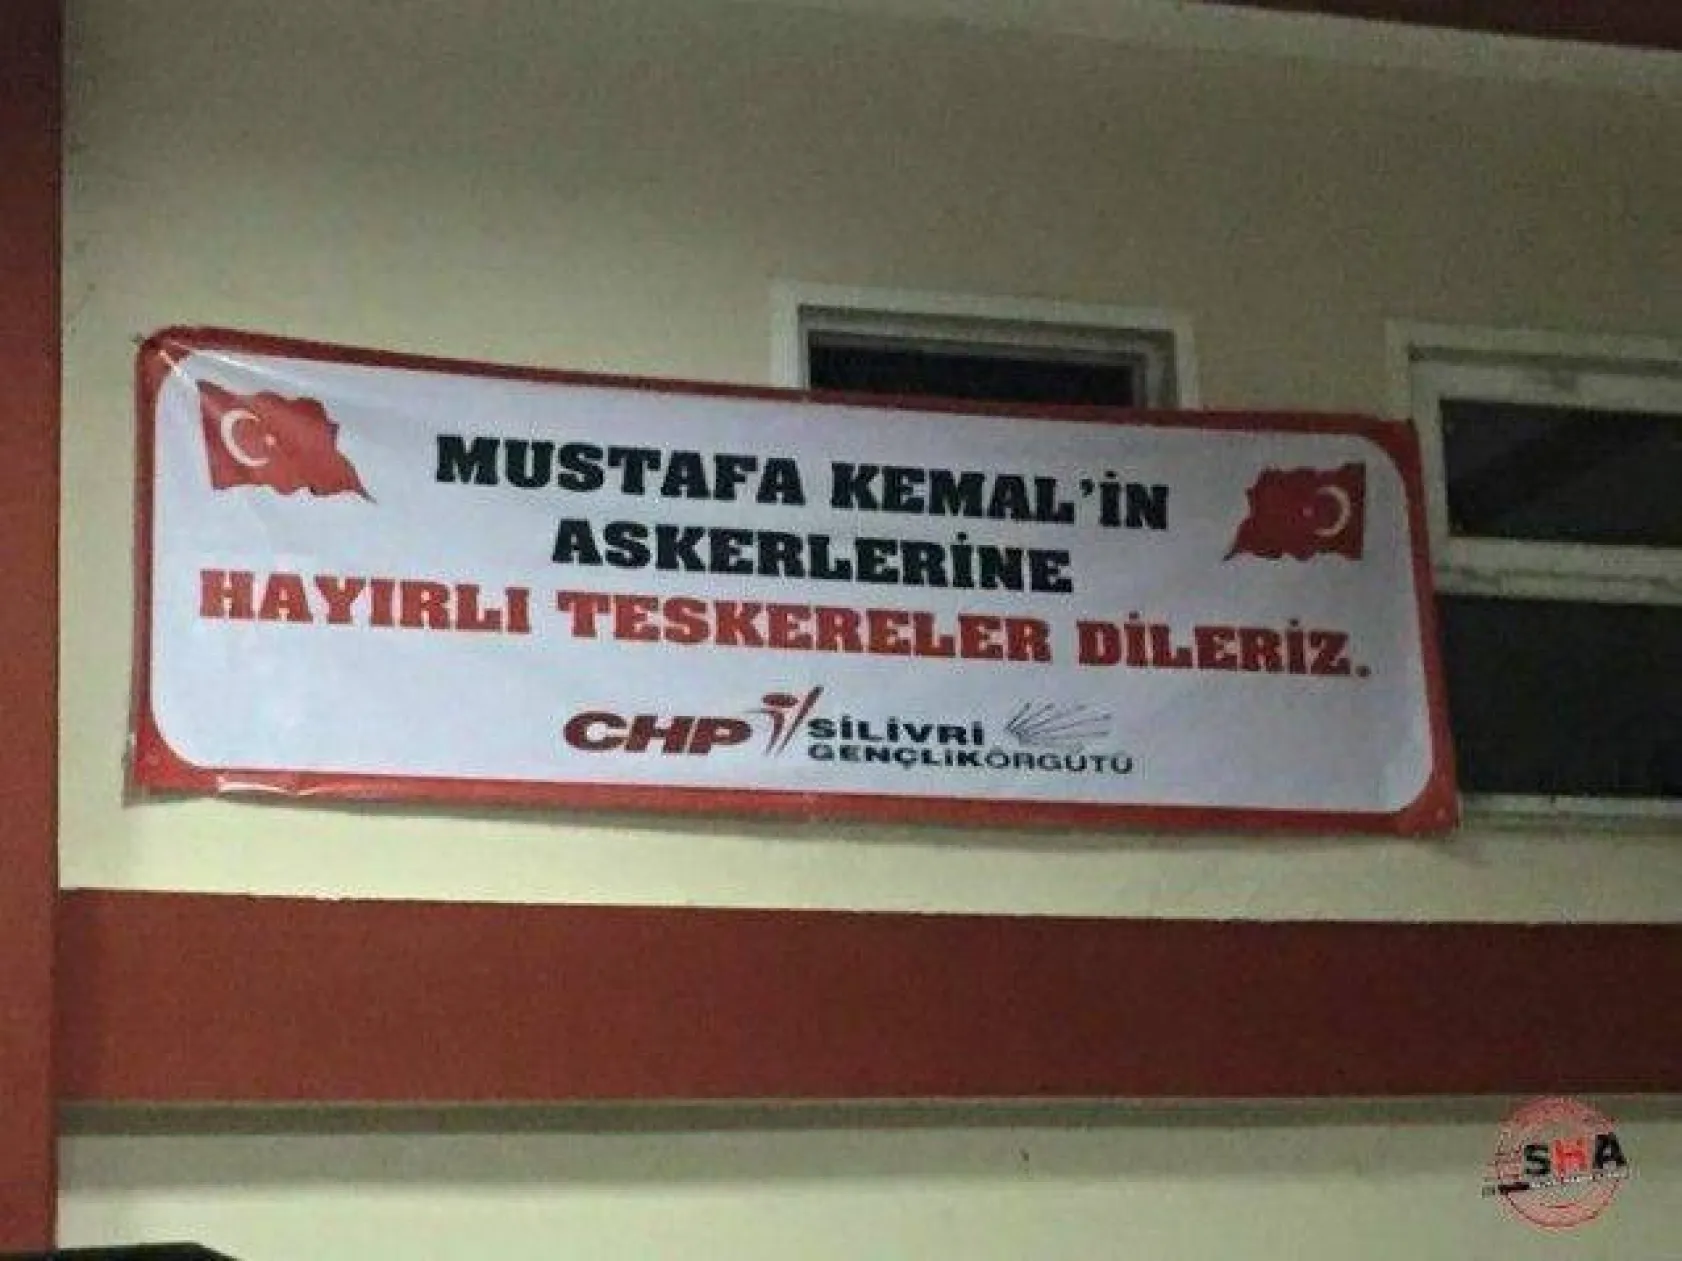 MUSTAFA KEMAL'İN
ASKERLERİNE
HAYIRLI TESKERELER DİLERİZ.
CHP SİLİVRİ
GENÇLİKÖRGÜTÜ
SHA